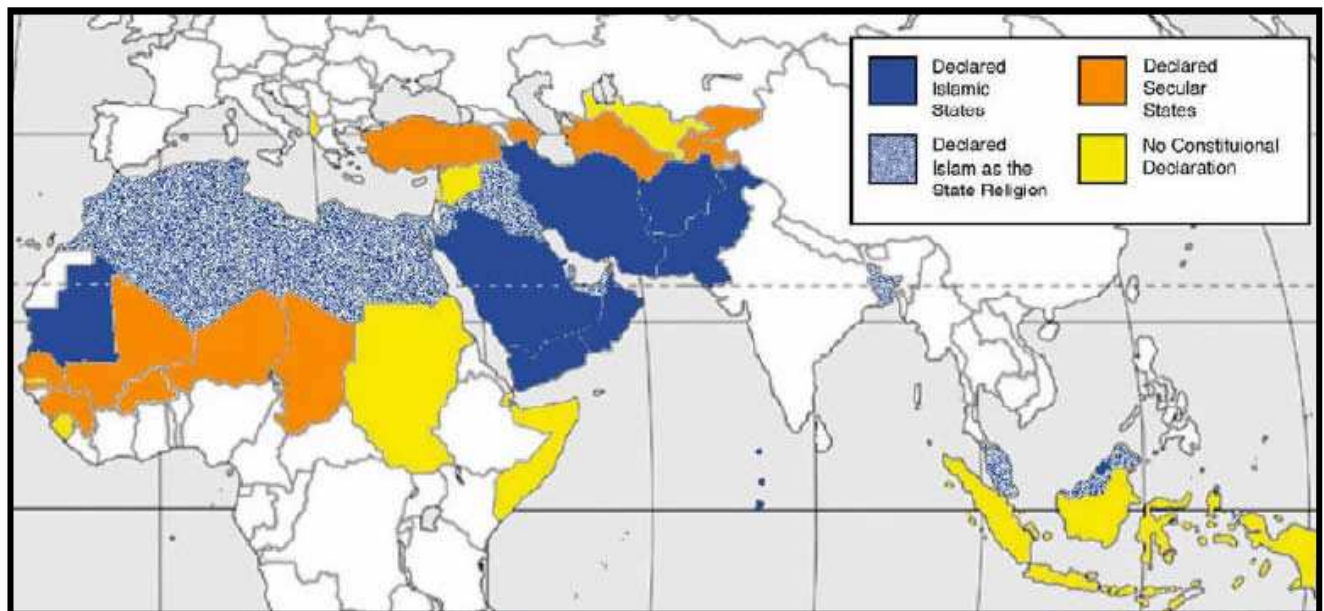 Declared
Islamic
States
Declared
Islam as the
State Religion
Declared
Secular
States
No Constituional
Declaration